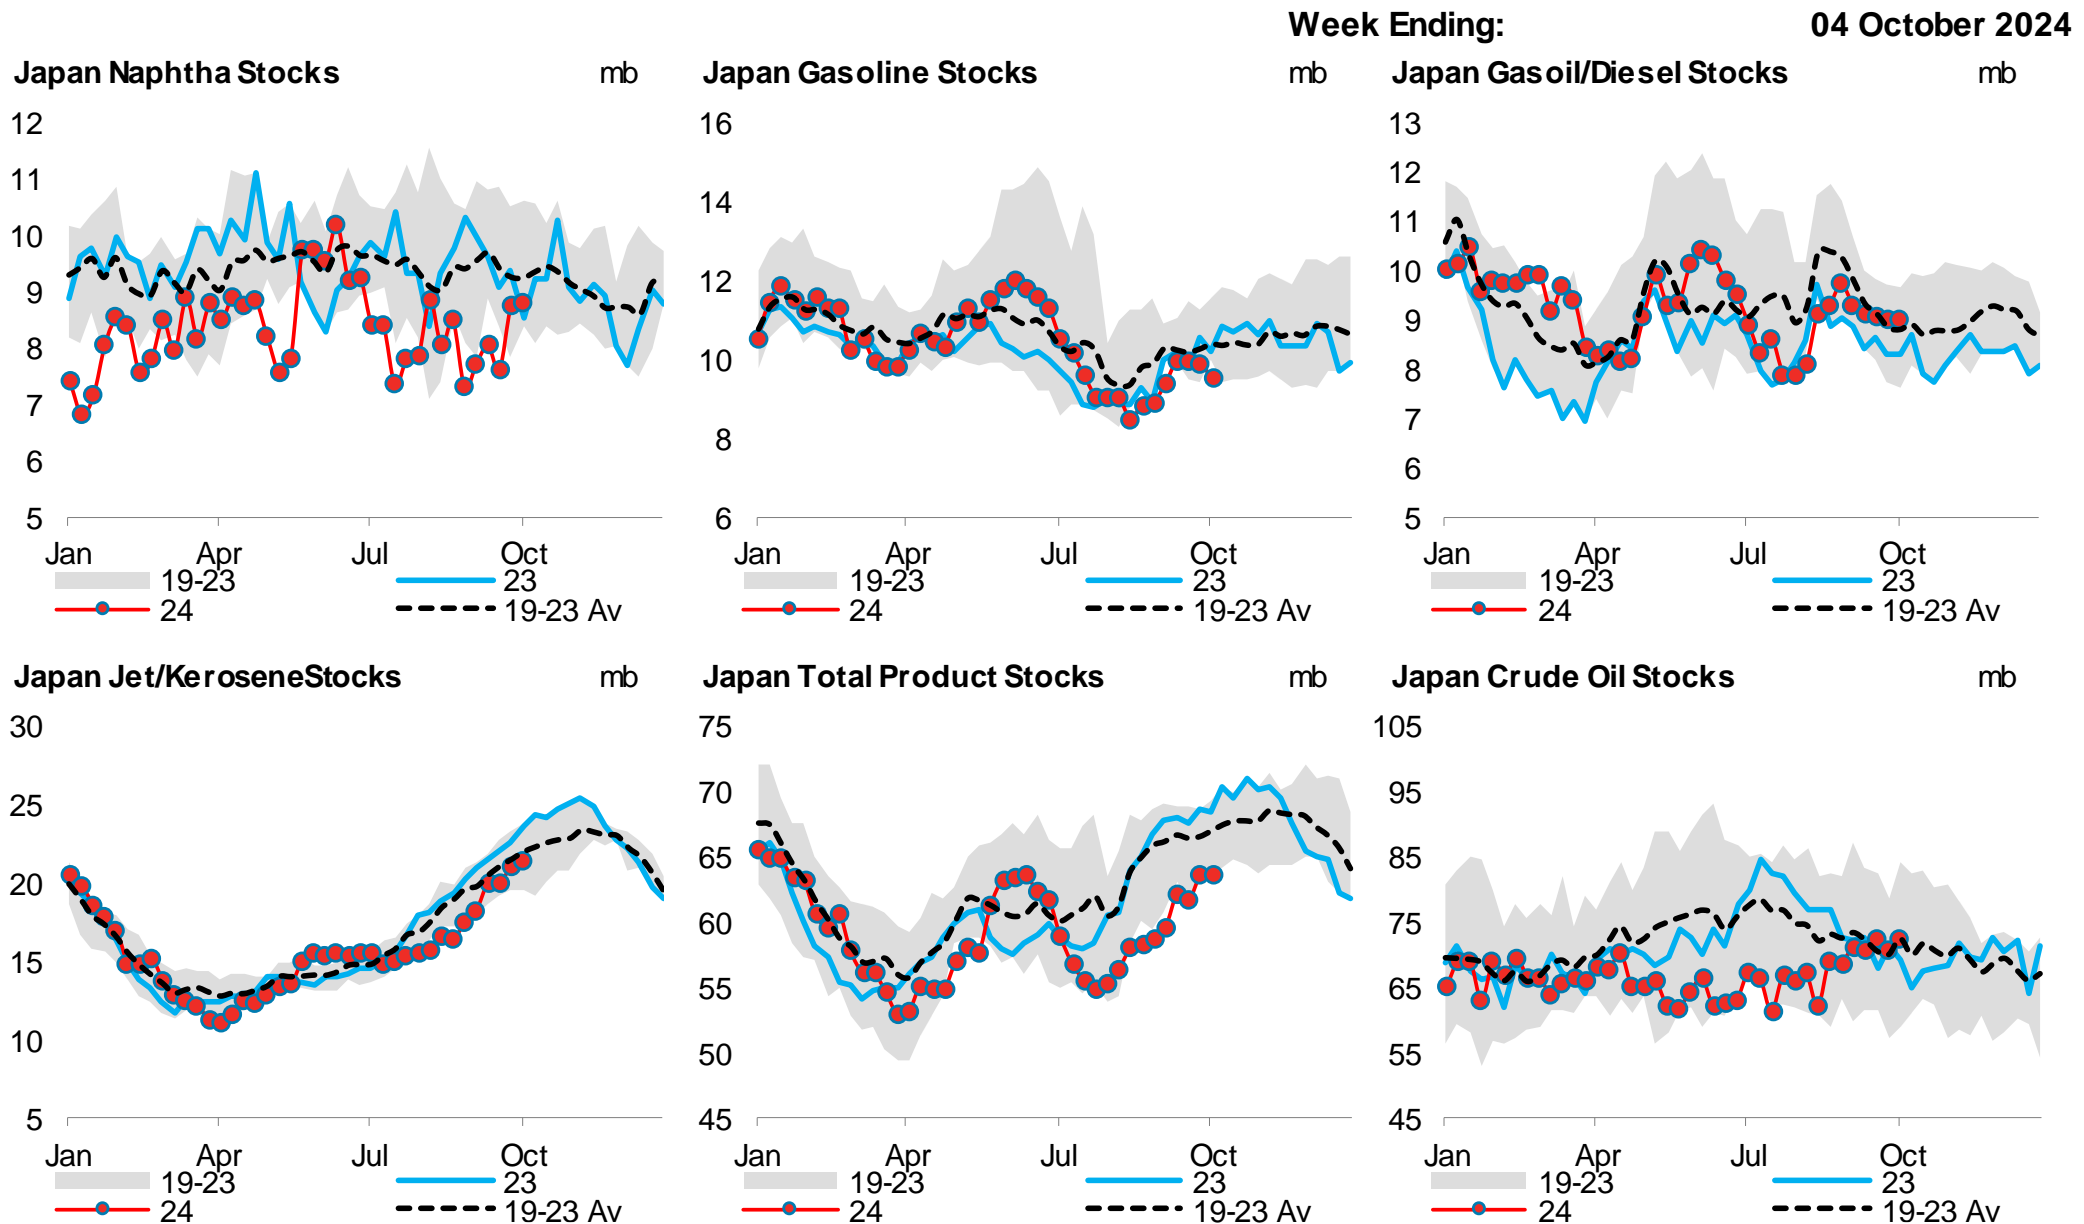 Week Ending: 04 October 2024
Japan Naphtha Stocks mb
12
11
10
9
8
7
6
5
Jan Apr Jul Oct
19-23 23
24 19-23 Av
Japan Gasoline Stocks mb
16
14
12
10
8
6
Jan Apr Jul Oct
19-23 23
24 19-23 Av
Japan Gasoil/Diesel Stocks mb
13
12
11
10
9
8
7
6
5
Jan Apr Jul Oct
19-23 23
24 19-23 Av
Japan Jet/Kerosene Stocks mb
30
25
20
15
10
5
Jan Apr Jul Oct
19-23 23
24 19-23 Av
Japan Total Product Stocks mb
75
70
65
60
55
50
45
Jan Apr Jul Oct
19-23 23
24 19-23 Av
Japan Crude Oil Stocks mb
105
95
85
75
65
55
45
Jan Apr Jul Oct
19-23 23
24 19-23 Av